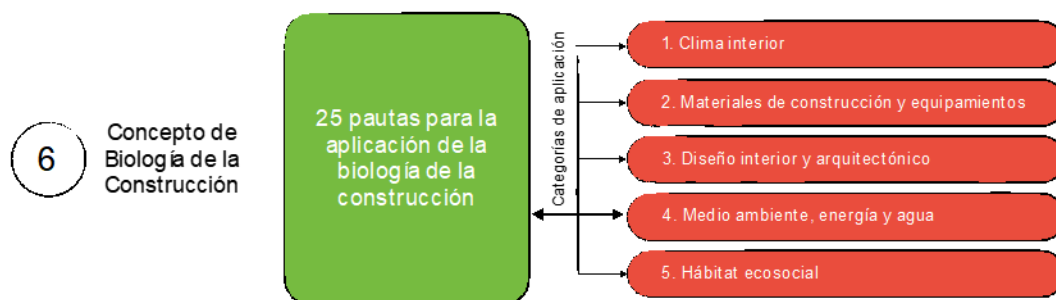 6
Concepto de
Biología de la
Construcción
25 pautas para la
aplicación de la
biología de la
construcción
Categorías de aplicación
1. Clima interior
2. Materiales de construcción y equipamientos
3. Diseño interior y arquitectónico
4. Medio ambiente, energía y agua
5. Hábitat ecosocial